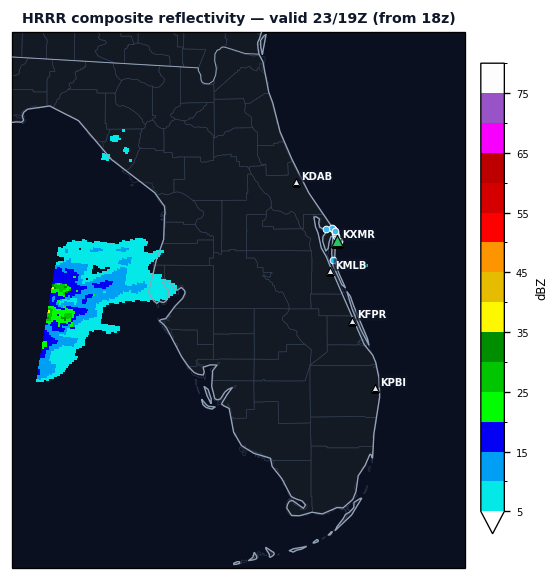 HRRR composite reflectivity — valid 23/19Z (from 18z)
KDAB
KXMR
KMLB
KFPR
KPBI
75
65
55
45
35
25
15
5
dBZ